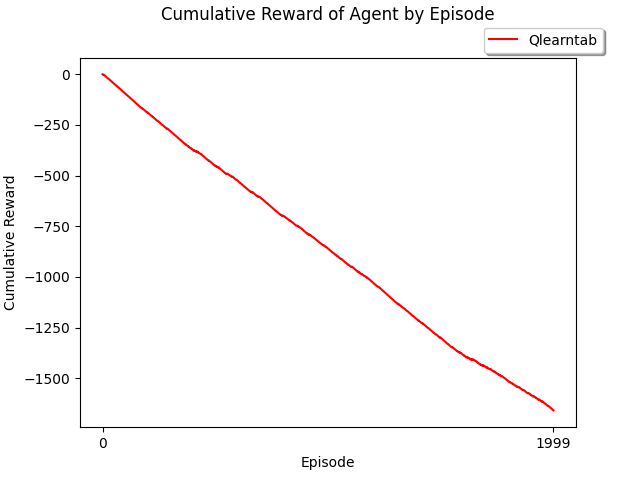 Cumulative Reward of Agent by Episode
Qlearntab
0
−250
−500
−750
−1000
−1250
−1500
Cumulative Reward
0
1999
Episode